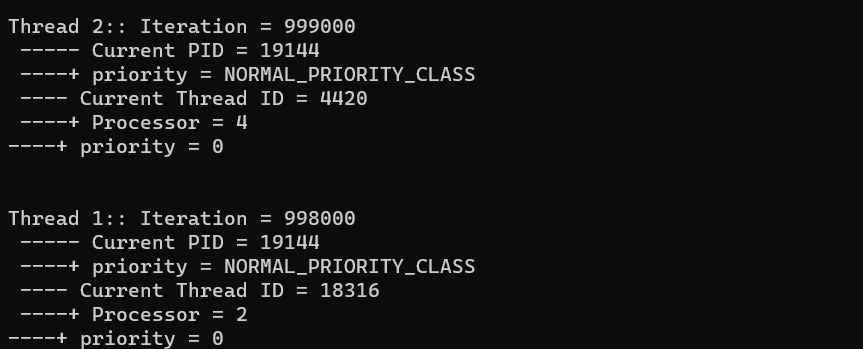 Thread 2:: Iteration = 999000
----- Current PID = 19144
----+ priority = NORMAL_PRIORITY_CLASS
---- Current Thread ID = 4420
----+ Processor = 4
----+ priority = 0
Thread 1:: Iteration = 998000
----- Current PID = 19144
----+ priority = NORMAL_PRIORITY_CLASS
---- Current Thread ID = 18316
----+ Processor = 2
----+ priority = 0